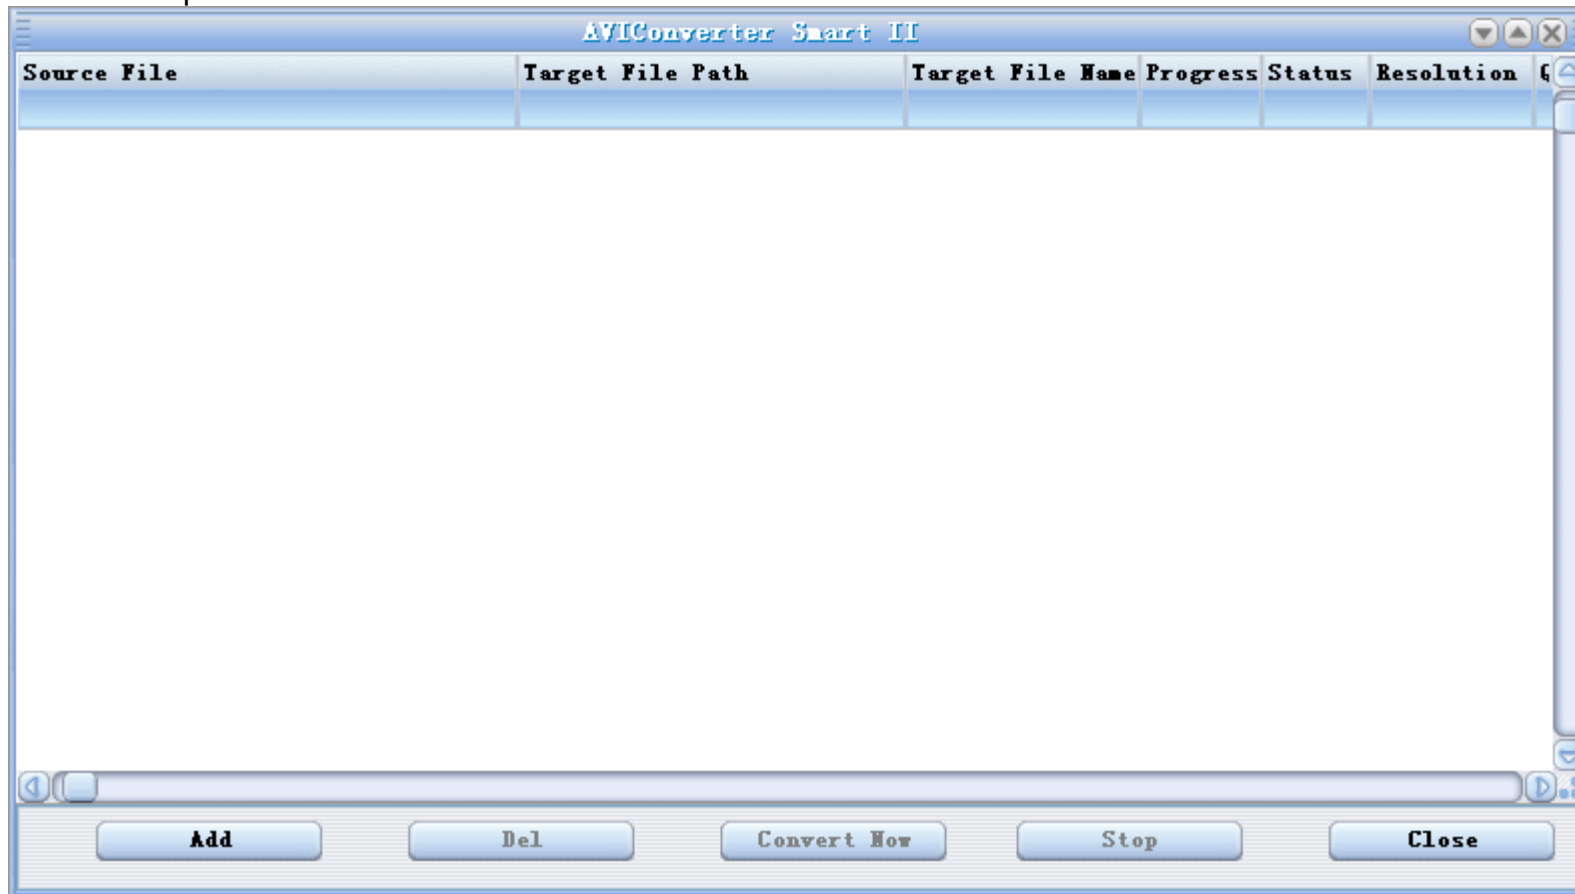 AVIConverter Smart II
Source File Target File Path Target File Name Progress Status Resolution
Add Del Convert Now Stop Close